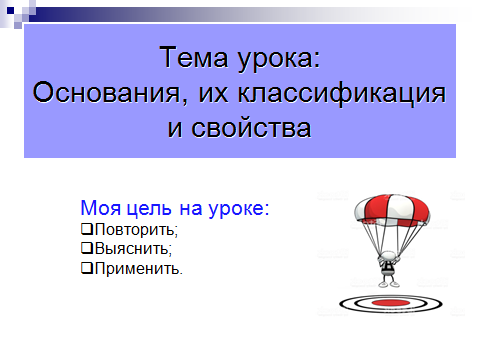 Тема урока:
Основания, их классификация
и свойства
Моя цель на уроке:
❑Повторить;
❑Выяснить;
❑Применить.